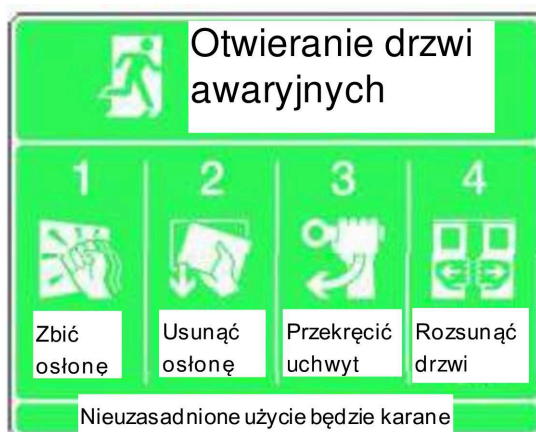 Otwieranie drzwi
awaryjnych
1 2 3 4
Zbić
osłonę
Usunąć
osłonę
Przekręcić
uchwyt
Rozsunąć
drzwi
Nieuzasadnione użycie będzie karane